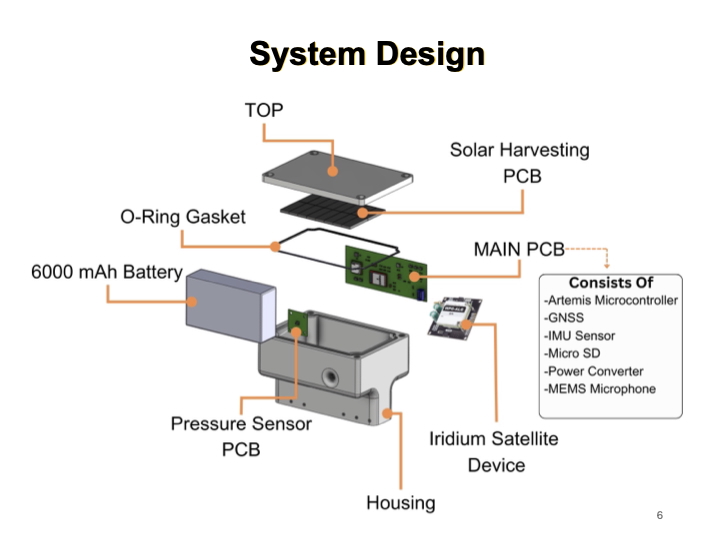 System Design
TOP
Solar Harvesting
PCB
O-Ring Gasket
MAIN PCB
6000 mAh Battery
Consists Of
-Artemis Microcontroller
-GNSS
-IMU Sensor
-Micro SD
-Power Converter
-MEMS Microphone
Pressure Sensor
PCB
Iridium Satellite
Device
Housing
6